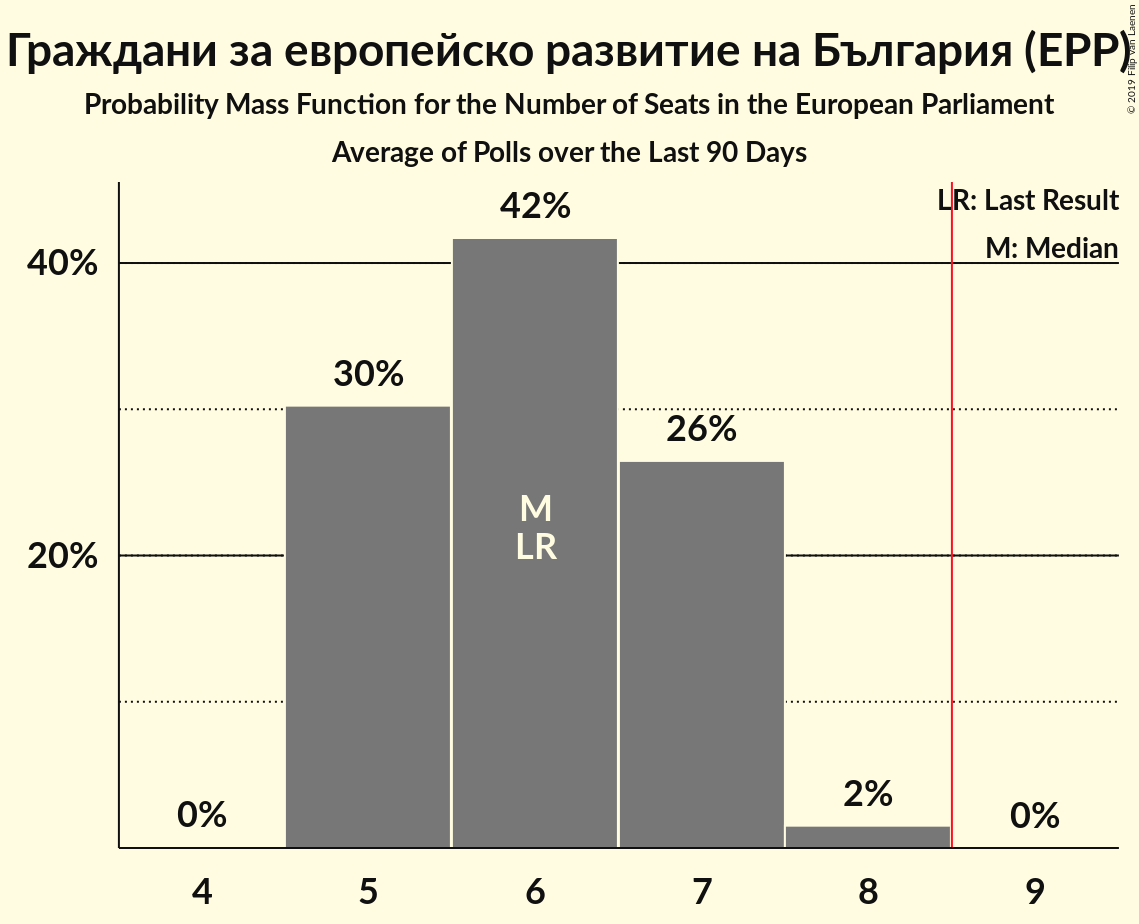 Граждани за европейско развитие на България (EPP)
Probability Mass Function for the Number of Seats in the European Parliament
Average of Polls over the Last 90 Days
© 2019 Filip van Laenen
LR: Last Result
M: Median
42%
40%
30%
26%
M
LR
20%
2%
0%
0%
4 5 6 7 8 9